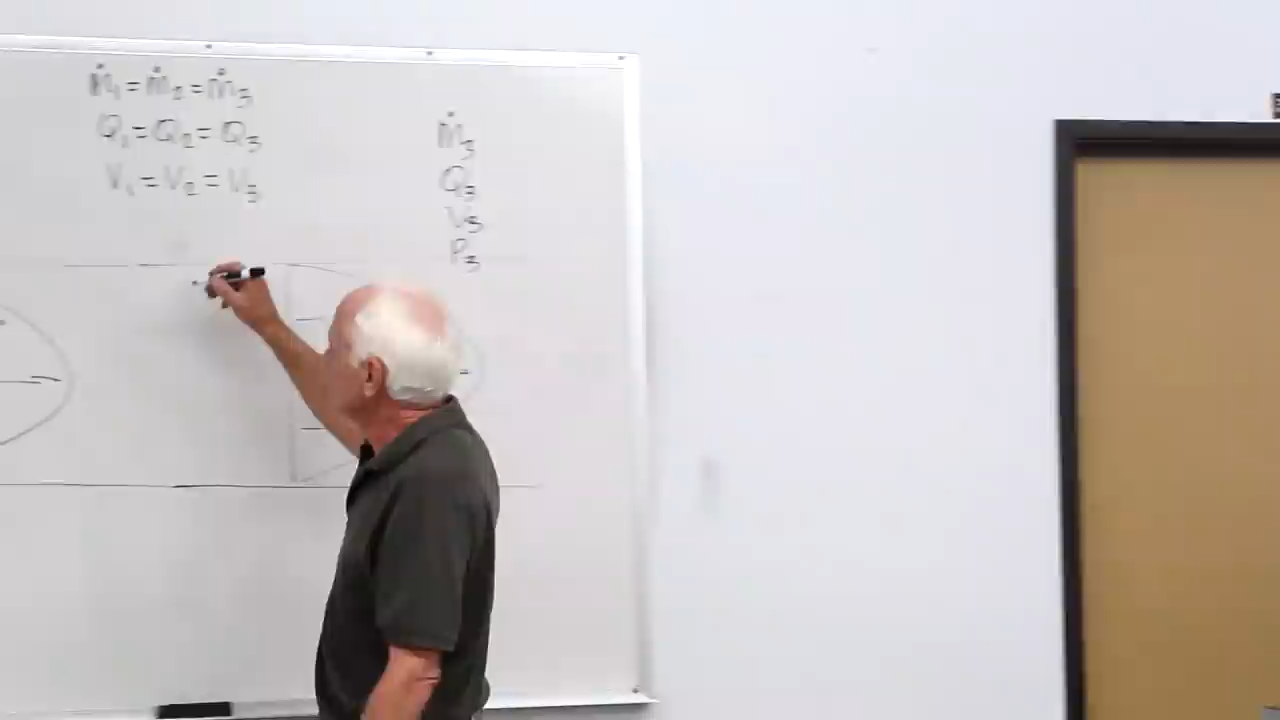 ṁ₁ = ṁ₂ = ṁ₃
Q₁ = Q₂ = Q₃
V₁ = V₂ = V₃
ṁ₃
Q₃
V₃
P₃